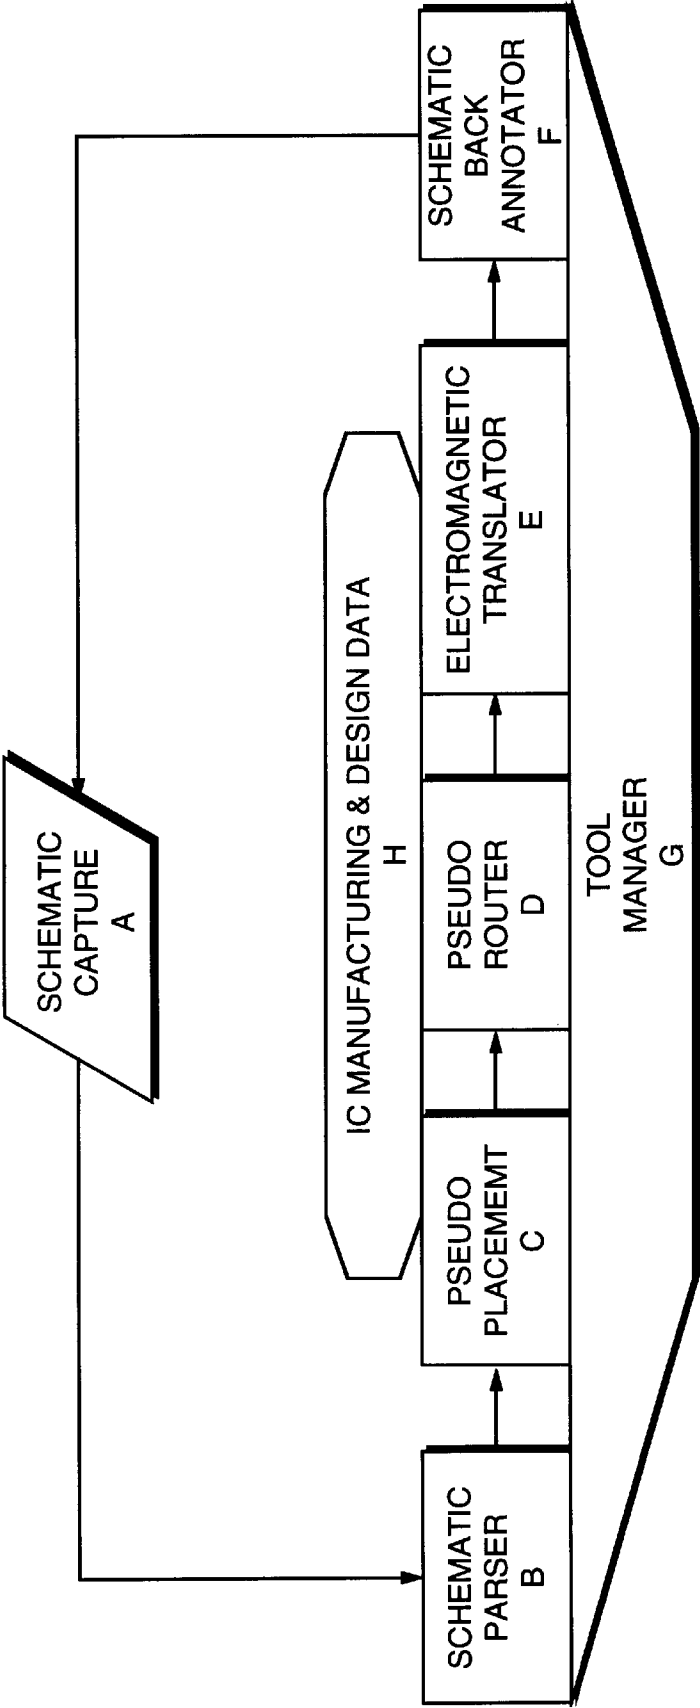 SCHEMATIC
CAPTURE
A
IC MANUFACTURING & DESIGN DATA
H
SCHEMATIC
PARSER
B
PSEUDO
PLACEMEMT
C
PSEUDO
ROUTER
D
ELECTROMAGNETIC
TRANSLATOR
E
SCHEMATIC
BACK
ANNOTATOR
F
TOOL
MANAGER
G